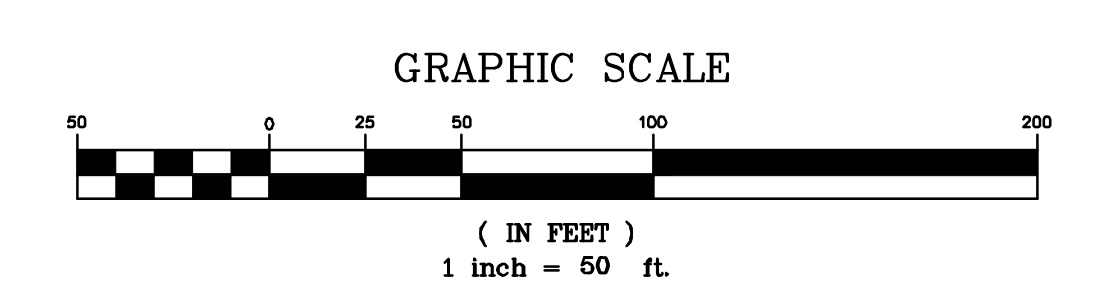 GRAPHIC SCALE
50 0 25 50 100 200
( IN FEET )
1 inch = 50 ft.